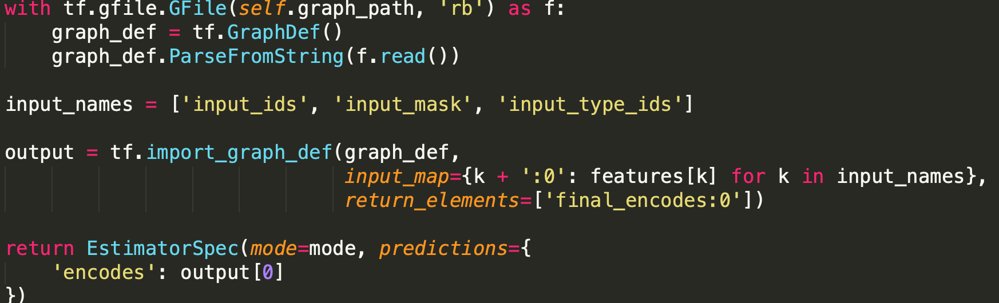 with tf.gfile.GFile(self.graph_path, 'rb') as f:
    graph_def = tf.GraphDef()
    graph_def.ParseFromString(f.read())

input_names = ['input_ids', 'input_mask', 'input_type_ids']

output = tf.import_graph_def(graph_def,
                             input_map={k + ':0': features[k] for k in input_names},
                             return_elements=['final_encodes:0'])

return EstimatorSpec(mode=mode, predictions={
    'encodes': output[0]
})